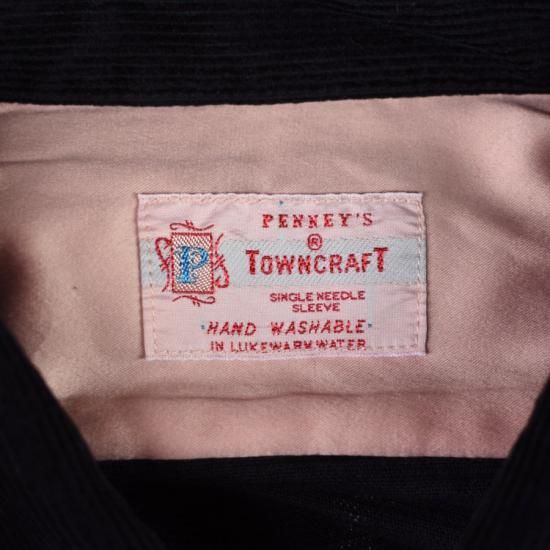 PENNEY'S
®
P TOWNCRAFT
SINGLE NEEDLE
SLEEVE
HAND WASHABLE
IN LUKEWARM WATER